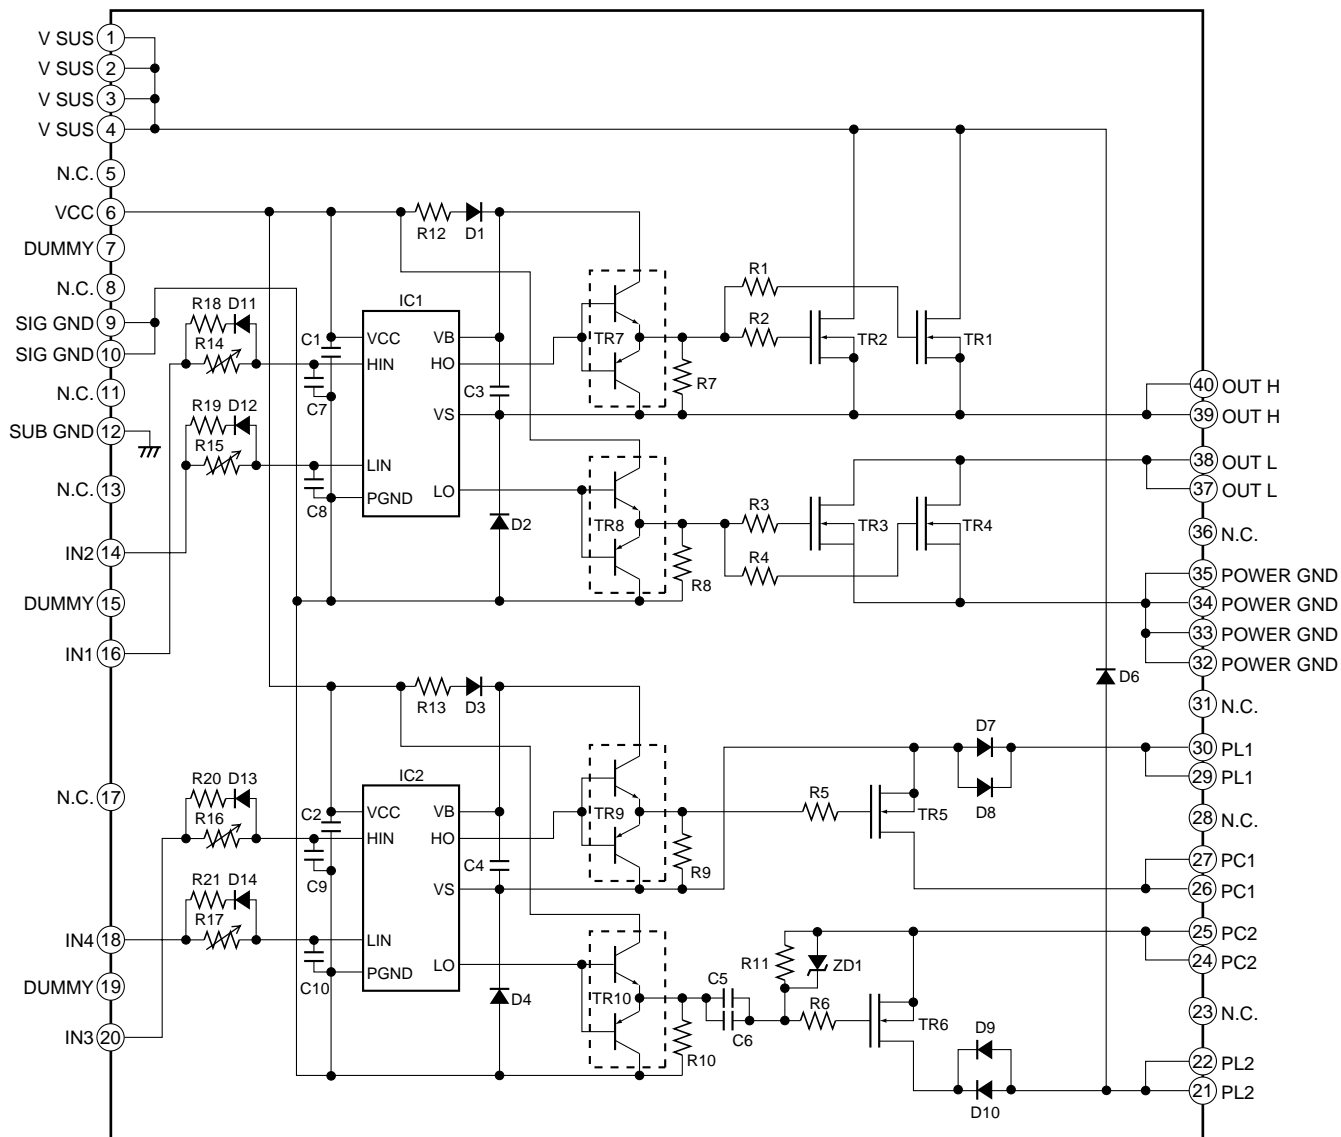 V SUS 1
V SUS 2
V SUS 3
V SUS 4
N.C. 5
VCC 6
R12 D1
DUMMY 7
N.C. 8
R1
SIG GND 9
R18 D11
IC1
R2
SIG GND 10
R14
C1
VCC
VB
TR7
TR2
TR1
HIN
HO
R7
40 OUT H
N.C. 11
C7
C3
R19 D12
VS
39 OUT H
SUB GND 12
R15
LIN
38 OUT L
N.C. 13
C8
PGND
LO
37 OUT L
R3
D2
TR8
TR3
TR4
36 N.C.
IN2 14
R4
R8
35 POWER GND
DUMMY 15
34 POWER GND
33 POWER GND
IN1 16
32 POWER GND
D6
R13 D3
31 N.C.
D7
30 PL1
R20 D13
IC2
29 PL1
N.C. 17
R5
D8
R16
C2
VCC
VB
TR9
TR5
28 N.C.
HIN
HO
27 PC1
C9
C4
R9
R21 D14
VS
26 PC1
R17
IN4 18
LIN
25 PC2
C10
PGND
LO
R11
ZD1
24 PC2
DUMMY 19
C5
D4
TR10
R6
TR6
23 N.C.
IN3 20
C6
D9
R10
22 PL2
21 PL2
D10